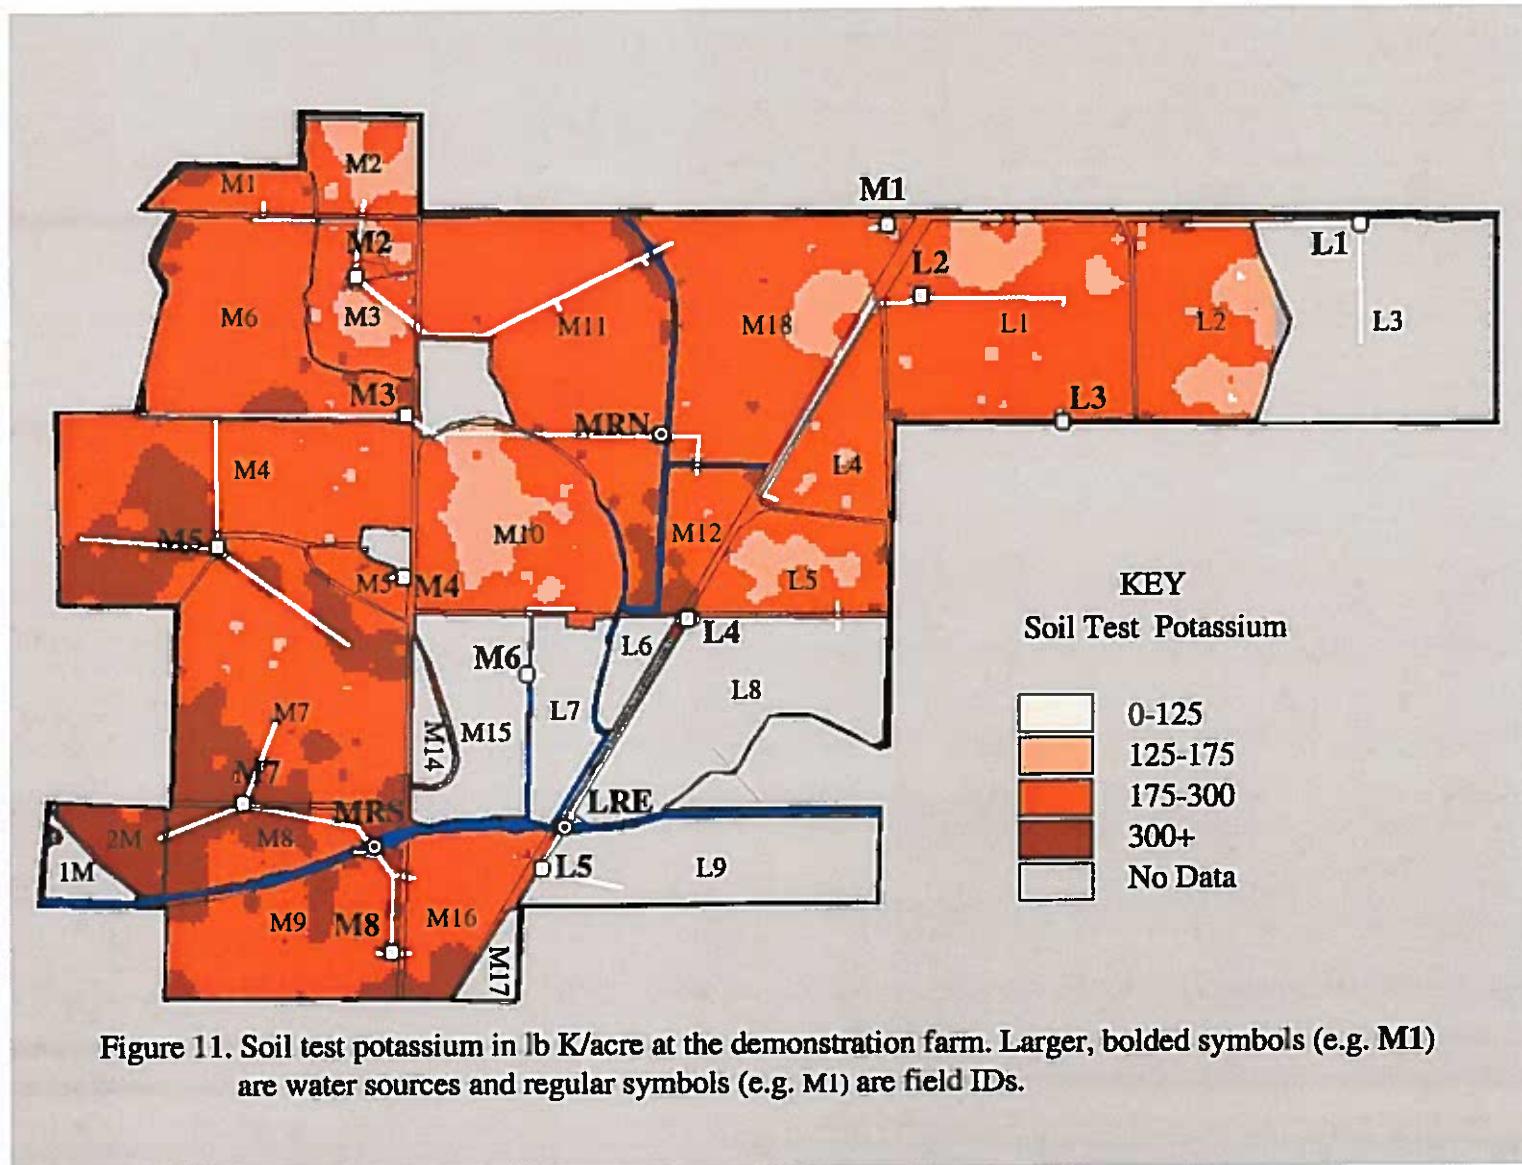 M2
M1
M1
M2
L2
L1
M6
M3
M11
M18
L1
L2
L3
M3
L3
MRN
M4
L4
M10
M12
M5
M5
M4
L5
KEY
Soil Test Potassium
L6
L4
M6
L8
M7
M14
M15
L7
0-125
125-175
175-300
300+
No Data
M7
MRS
LRE
2M
M8
1M
L5
L9
M9
M8
M16
M17
Figure 11. Soil test potassium in lb K/acre at the demonstration farm. Larger, bolded symbols (e.g. M1)
are water sources and regular symbols (e.g. M1) are field IDs.